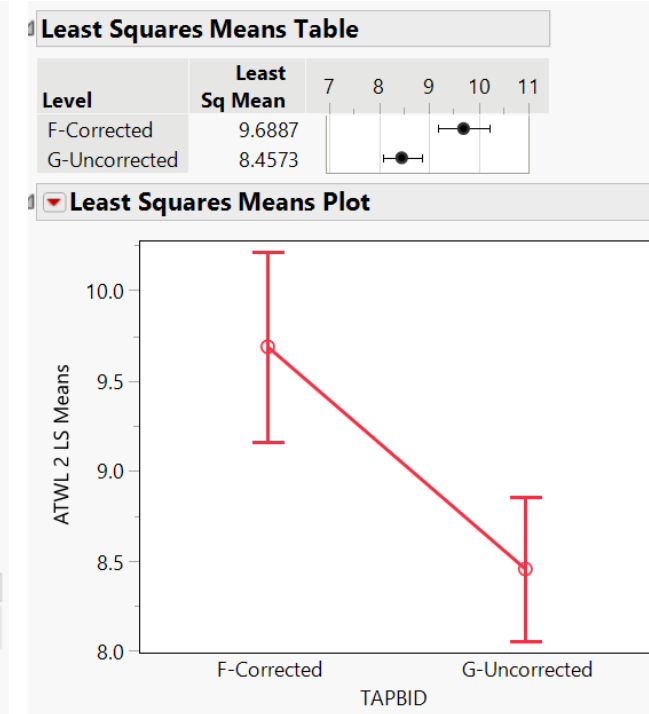 Least Squares Means Table
Least
Level Sq Mean 7 8 9 10 11
F-Corrected 9.6887
G-Uncorrected 8.4573
Least Squares Means Plot
10.0
9.5
9.0
8.5
8.0
ATWL 2 LS Means
F-Corrected G-Uncorrected
TAPBID